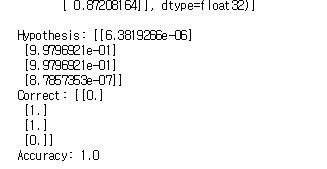 [ 0.87208164]], dtype=float32)]
Hypothesis: [[6.3819266e-06]
[9.9796921e-01]
[9.9796921e-01]
[8.7857353e-07]]
Correct: [[0.]
[1.]
[1.]
[0.]]
Accuracy: 1.0